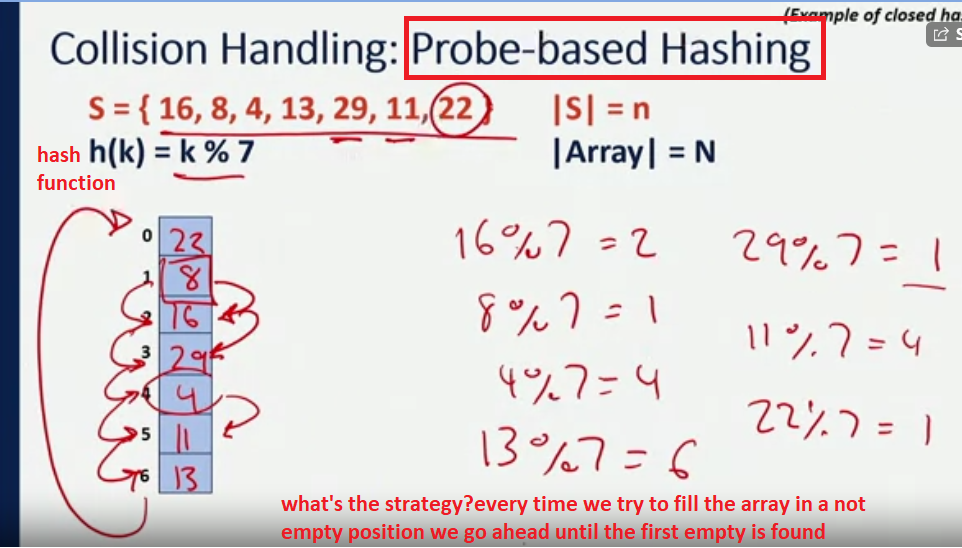 (Example of closed ha
Collision Handling: Probe-based Hashing
S = { 16, 8, 4, 13, 29, 11, 22 }
|S| = n
hash h(k) = k % 7
function
|Array| = N
0 22
1 8
2 16
3 29
4 4
5 11
6 13
16%7 = 2
8%7 = 1
4%7 = 4
13%7 = 6
29%7 = 1
11%7 = 4
22%7 = 1
what's the strategy?every time we try to fill the array in a not
empty position we go ahead until the first empty is found